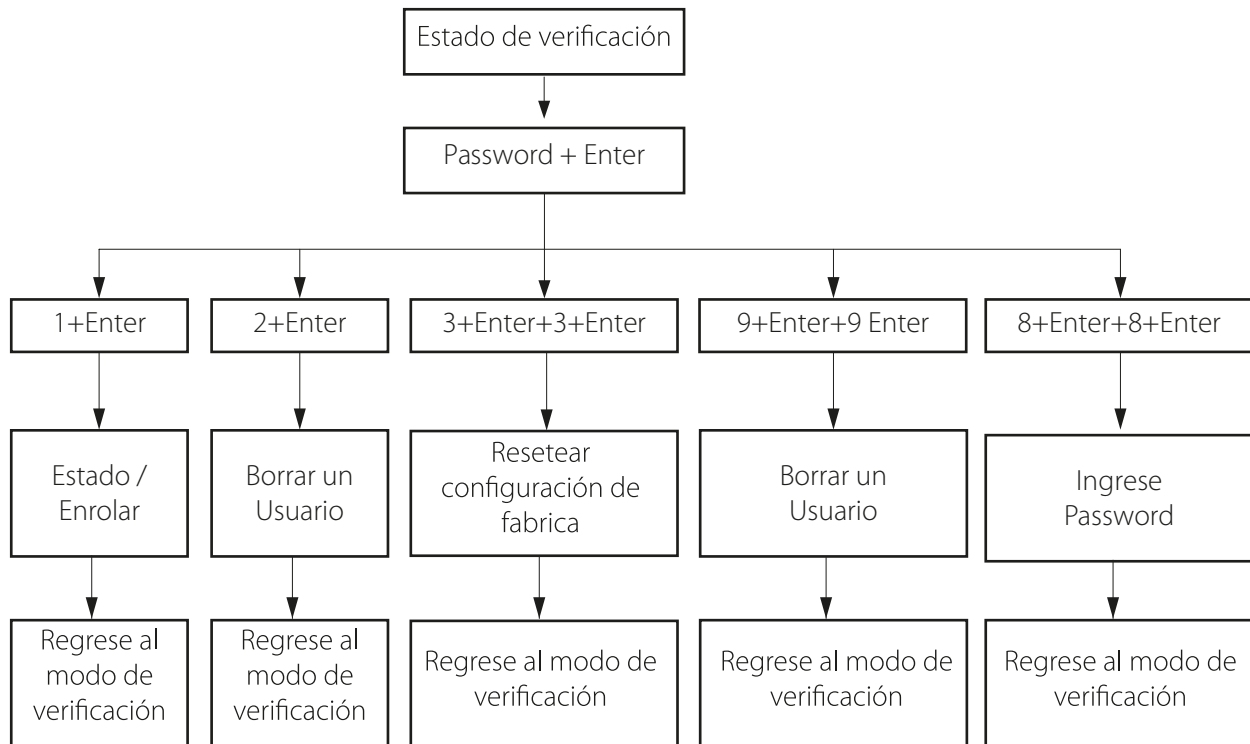 Estado de verificación
Password + Enter
1+Enter
2+Enter
3+Enter+3+Enter
9+Enter+9 Enter
8+Enter+8+Enter
Estado /
Enrolar
Borrar un
Usuario
Resetear
configuración de
fabrica
Borrar un
Usuario
Ingrese
Password
Regrese al
modo de
verificación
Regrese al
modo de
verificación
Regrese al modo de
verificación
Regrese al modo de
verificación
Regrese al modo de
verificación